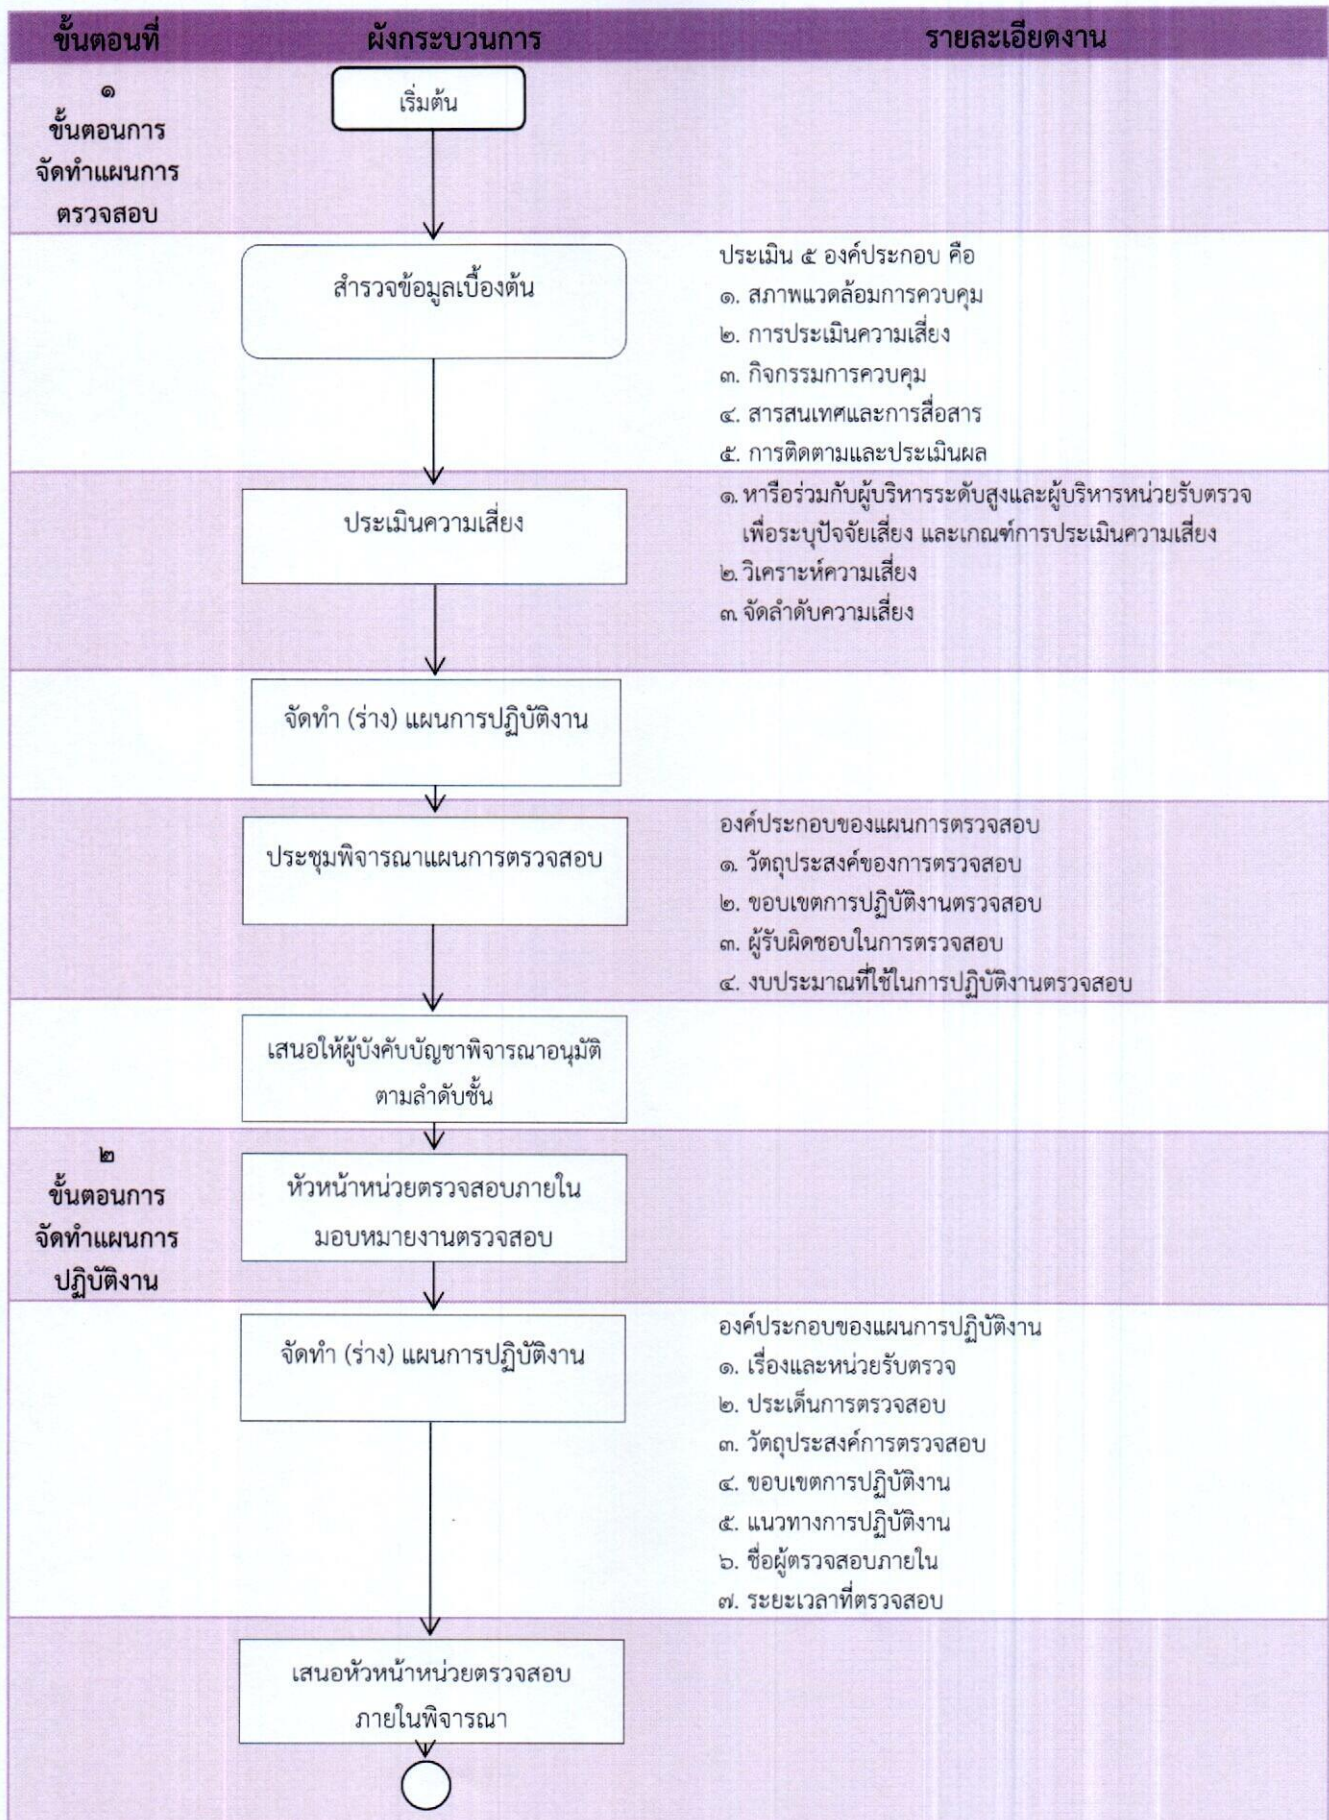 ขั้นตอนที่ ผังกระบวนการ รายละเอียดงาน
๑
ขั้นตอนการ
จัดทำแผนการ
ตรวจสอบ
เริ่มต้น
สำรวจข้อมูลเบื้องต้น
ประเมิน ๕ องค์ประกอบ คือ
๑. สภาพแวดล้อมการควบคุม
๒. การประเมินความเสี่ยง
๓. กิจกรรมการควบคุม
๔. สารสนเทศและการสื่อสาร
๕. การติดตามและประเมินผล
ประเมินความเสี่ยง
๑. หารือร่วมกับผู้บริหารระดับสูงและผู้บริหารหน่วยรับตรวจ
เพื่อระบุปัจจัยเสี่ยง และเกณฑ์การประเมินความเสี่ยง
๒. วิเคราะห์ความเสี่ยง
๓. จัดลำดับความเสี่ยง
จัดทำ (ร่าง) แผนการปฏิบัติงาน
ประชุมพิจารณาแผนการตรวจสอบ
องค์ประกอบของแผนการตรวจสอบ
๑. วัตถุประสงค์ของการตรวจสอบ
๒. ขอบเขตการปฏิบัติงานตรวจสอบ
๓. ผู้รับผิดชอบในการตรวจสอบ
๔. งบประมาณที่ใช้ในการปฏิบัติงานตรวจสอบ
เสนอให้ผู้บังคับบัญชาพิจารณาอนุมัติ
ตามลำดับชั้น
๒
ขั้นตอนการ
จัดทำแผนการ
ปฏิบัติงาน
หัวหน้าหน่วยตรวจสอบภายใน
มอบหมายงานตรวจสอบ
จัดทำ (ร่าง) แผนการปฏิบัติงาน
องค์ประกอบของแผนการปฏิบัติงาน
๑. เรื่องและหน่วยรับตรวจ
๒. ประเด็นการตรวจสอบ
๓. วัตถุประสงค์การตรวจสอบ
๔. ขอบเขตการปฏิบัติงาน
๕. แนวทางการปฏิบัติงาน
๖. ชื่อผู้ตรวจสอบภายใน
๗. ระยะเวลาที่ตรวจสอบ
เสนอหัวหน้าหน่วยตรวจสอบ
ภายในพิจารณา